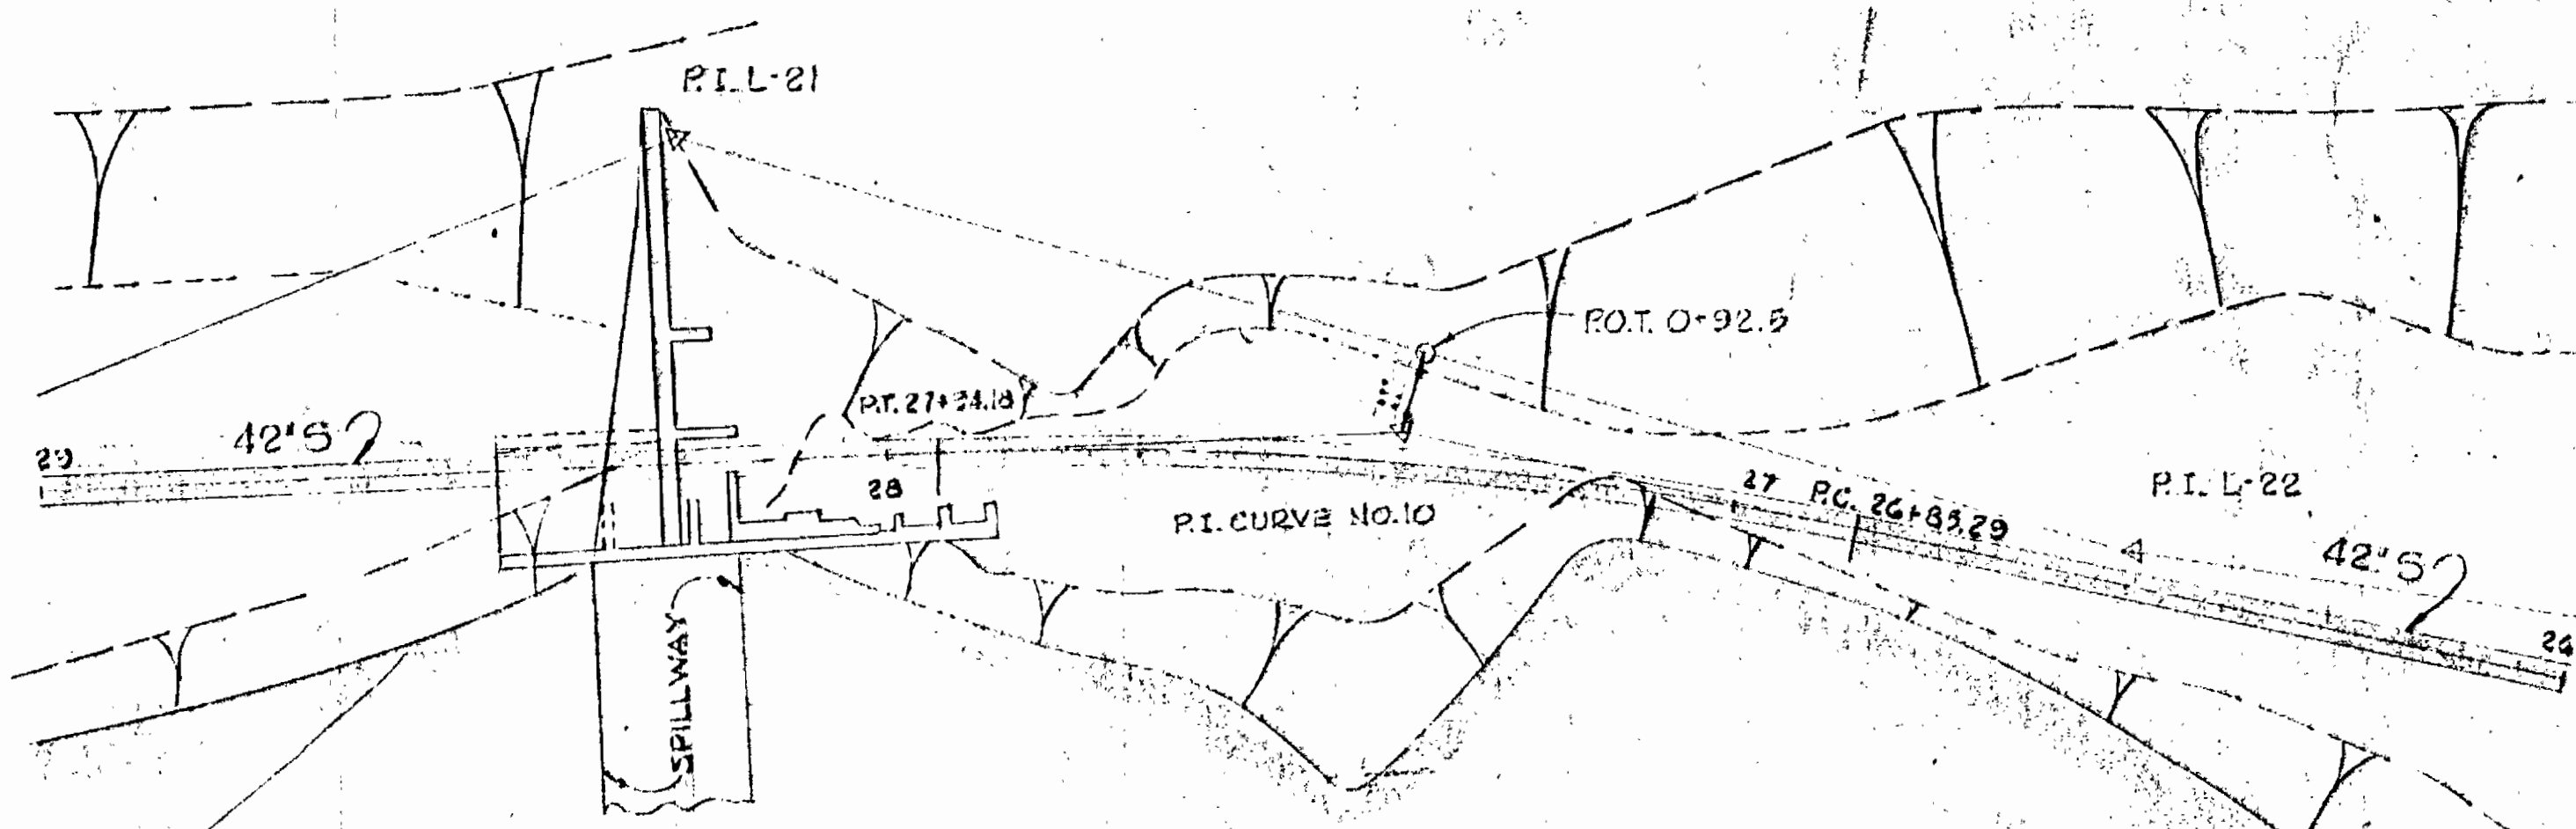 P.I. L-21
P.O.T. 0+92.5
P.T. 27+94.18
42"S
29
28
P.I. CURVE NO. 10
27
P.C. 26+85.29
P.I. L-22
42"S
26
SPILLWAY